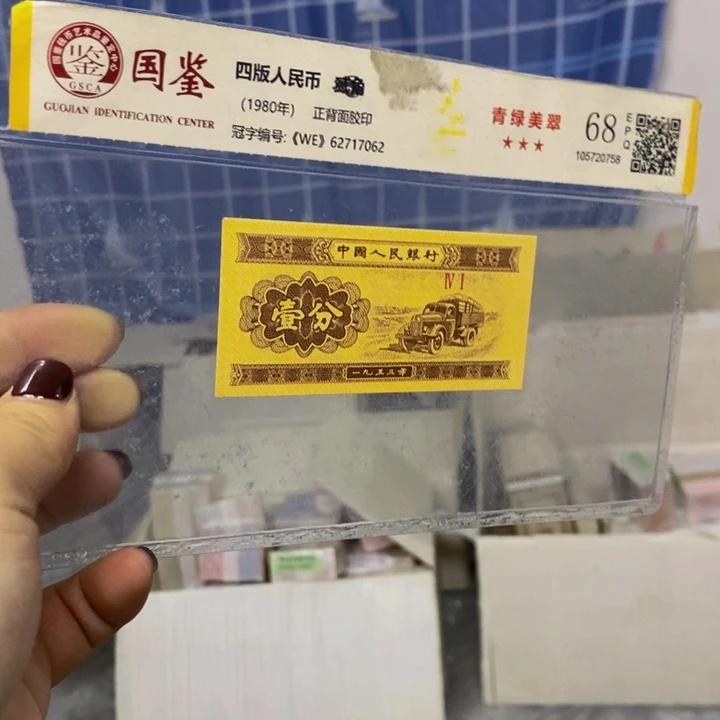 国鉴
GSCA
GUOJIAN IDENTIFICATION CENTER
四版人民币
(1980年) 正背面胶印
冠字编号:《WE》62717062
青绿美翠
★★★
68
EPQ
105720758
中國人民銀行
IV I
壹分
一九五三年